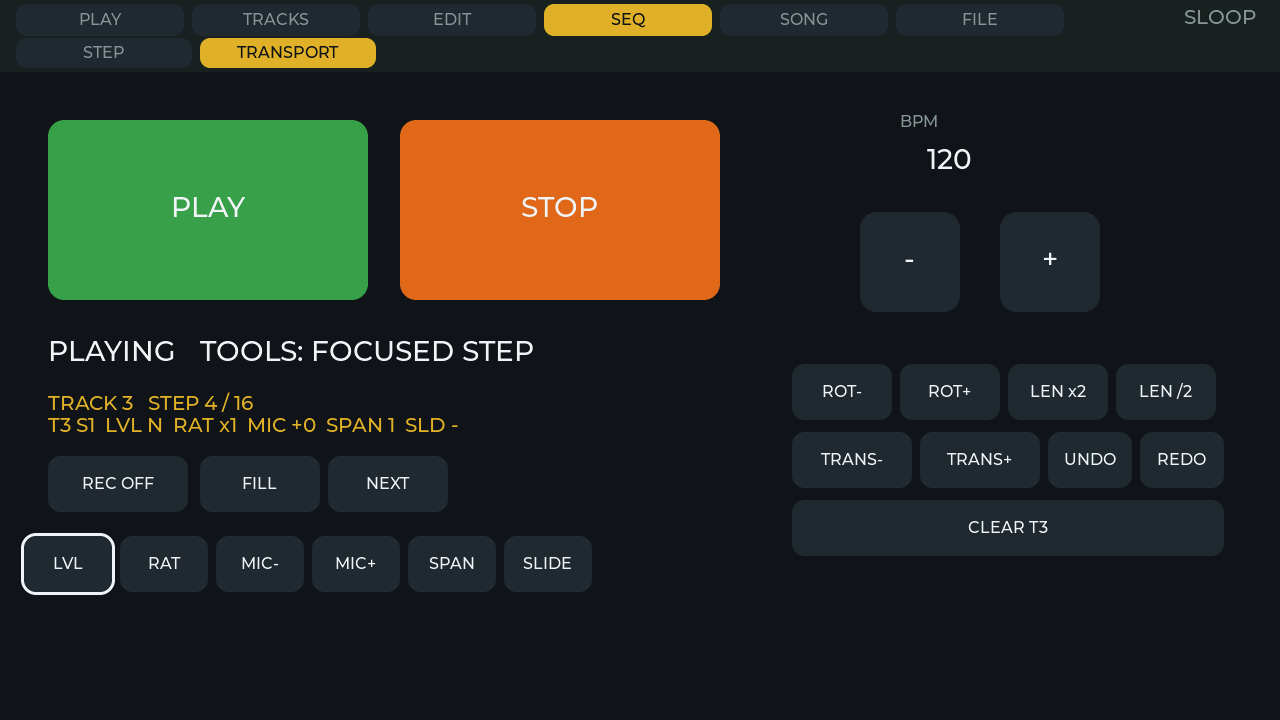 PLAY TRACKS EDIT SEQ SONG FILE SLOOP
STEP TRANSPORT
PLAY STOP
BPM
120
- +
PLAYING TOOLS: FOCUSED STEP
TRACK 3 STEP 4 / 16
T3 S1 LVL N RAT x1 MIC +0 SPAN 1 SLD -
REC OFF FILL NEXT
LVL RAT MIC- MIC+ SPAN SLIDE
ROT- ROT+ LEN x2 LEN /2
TRANS- TRANS+ UNDO REDO
CLEAR T3